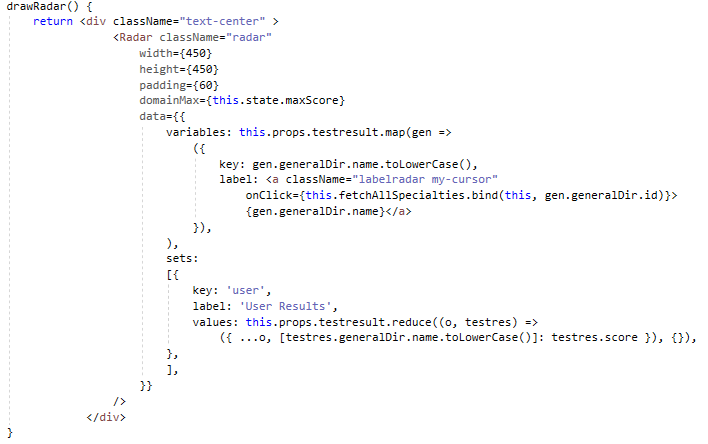 drawRadar() {
    return <div className="text-center" >
                <Radar className="radar"
                    width={450}
                    height={450}
                    padding={60}
                    domainMax={this.state.maxScore}
                    data={{
                        variables: this.props.testresult.map(gen =>
                            ({
                                key: gen.generalDir.name.toLowerCase(),
                                label: <a className="labelradar my-cursor"
                                    onClick={this.fetchAllSpecialties.bind(this, gen.generalDir.id)}>
                                    {gen.generalDir.name}</a>
                            }),
                        ),
                        sets:
                        [{
                            key: 'user',
                            label: 'User Results',
                            values: this.props.testresult.reduce((o, testres) =>
                                ({ ...o, [testres.generalDir.name.toLowerCase()]: testres.score }), {}),
                        },
                        ],
                    }}
                />
            </div>
}